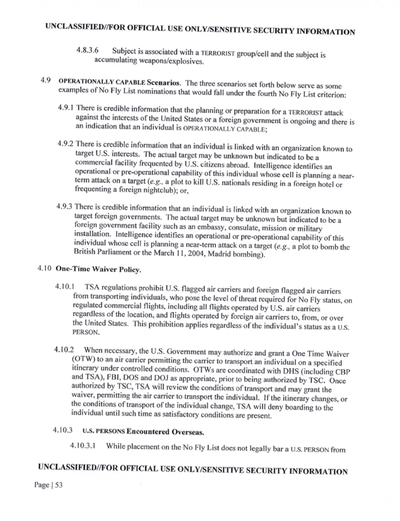 UNCLASSIFIED//FOR OFFICIAL USE ONLY/SENSITIVE SECURITY INFORMATION
4.8.3.6 Subject is associated with a TERRORIST group/cell and the subject is
accumulating weapons/explosives.
4.9 OPERATIONALLY CAPABLE Scenarios. The three scenarios set forth below serve as some
examples of No Fly List nominations that would fall under the fourth No Fly List criterion:
4.9.1 There is credible information that the planning or preparation for a TERRORIST attack
against the interests of the United States or a foreign government is ongoing and there is
an indication that an individual is OPERATIONALLY CAPABLE;
4.9.2 There is credible information that an individual is linked with an organization known to
target U.S. interests. The actual target may be unknown but indicated to be a
commercial facility frequented by U.S. citizens abroad. Intelligence identifies an
operational or pre-operational capability of this individual whose cell is planning a near-
term attack on a target (e.g., a plot to kill U.S. nationals residing in a foreign hotel or
frequenting a foreign nightclub); or,
4.9.3 There is credible information that an individual is linked with an organization known to
target foreign governments. The actual target may be unknown but indicated to be a
foreign government facility such as an embassy, consulate, mission or military
installation. Intelligence identifies an operational or pre-operational capability of this
individual whose cell is planning a near-term attack on a target (e.g., a plot to bomb the
British Parliament or the March 11, 2004, Madrid bombing).
4.10 One-Time Waiver Policy.
4.10.1 TSA regulations prohibit U.S. flagged air carriers and foreign flagged air carriers
from transporting individuals, who pose the level of threat required for No Fly status, on
regulated commercial flights, including all flights operated by U.S. air carriers
regardless of the location, and flights operated by foreign air carriers to, from, or over
the United States. This prohibition applies regardless of the individual's status as a U.S.
PERSON.
4.10.2 When necessary, the U.S. Government may authorize and grant a One Time Waiver
(OTW) to an air carrier permitting the carrier to transport an individual on a specified
itinerary under controlled conditions. OTWs are coordinated with DHS (including CBP
and TSA), FBI, DOS and DOJ as appropriate, prior to being authorized by TSC. Once
authorized by TSC, TSA will review the conditions of transport and may grant the
waiver, permitting the air carrier to transport the individual. If the itinerary changes, or
the conditions of transport of the individual change, TSA will deny boarding to the
individual until such time as satisfactory conditions are present.
4.10.3 U.S. PERSONS Encountered Overseas.
4.10.3.1 While placement on the No Fly List does not legally bar a U.S. PERSON from
UNCLASSIFIED//FOR OFFICIAL USE ONLY/SENSITIVE SECURITY INFORMATION
Page | 53